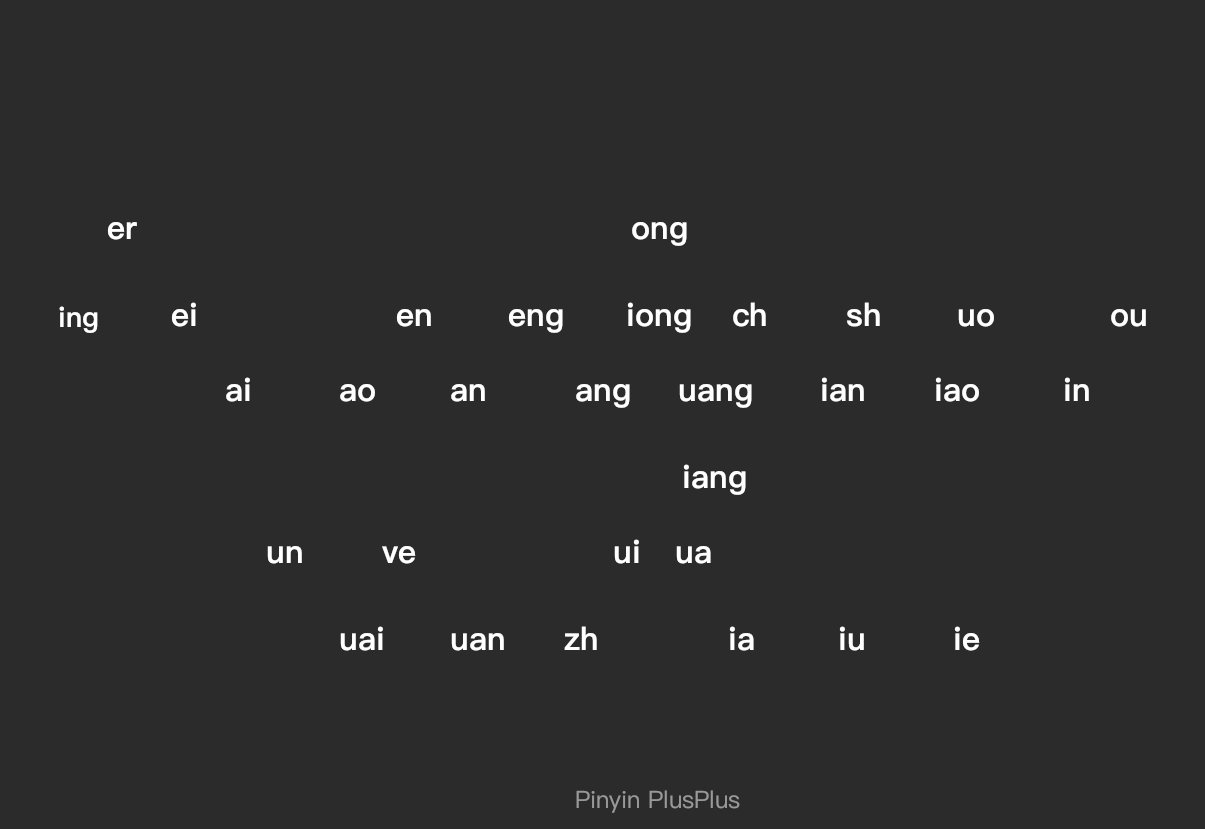 er ong
ing ei en eng iong ch sh uo ou
ai ao an ang uang ian iao in
iang
un ve ui ua
uai uan zh ia iu ie
Pinyin PlusPlus